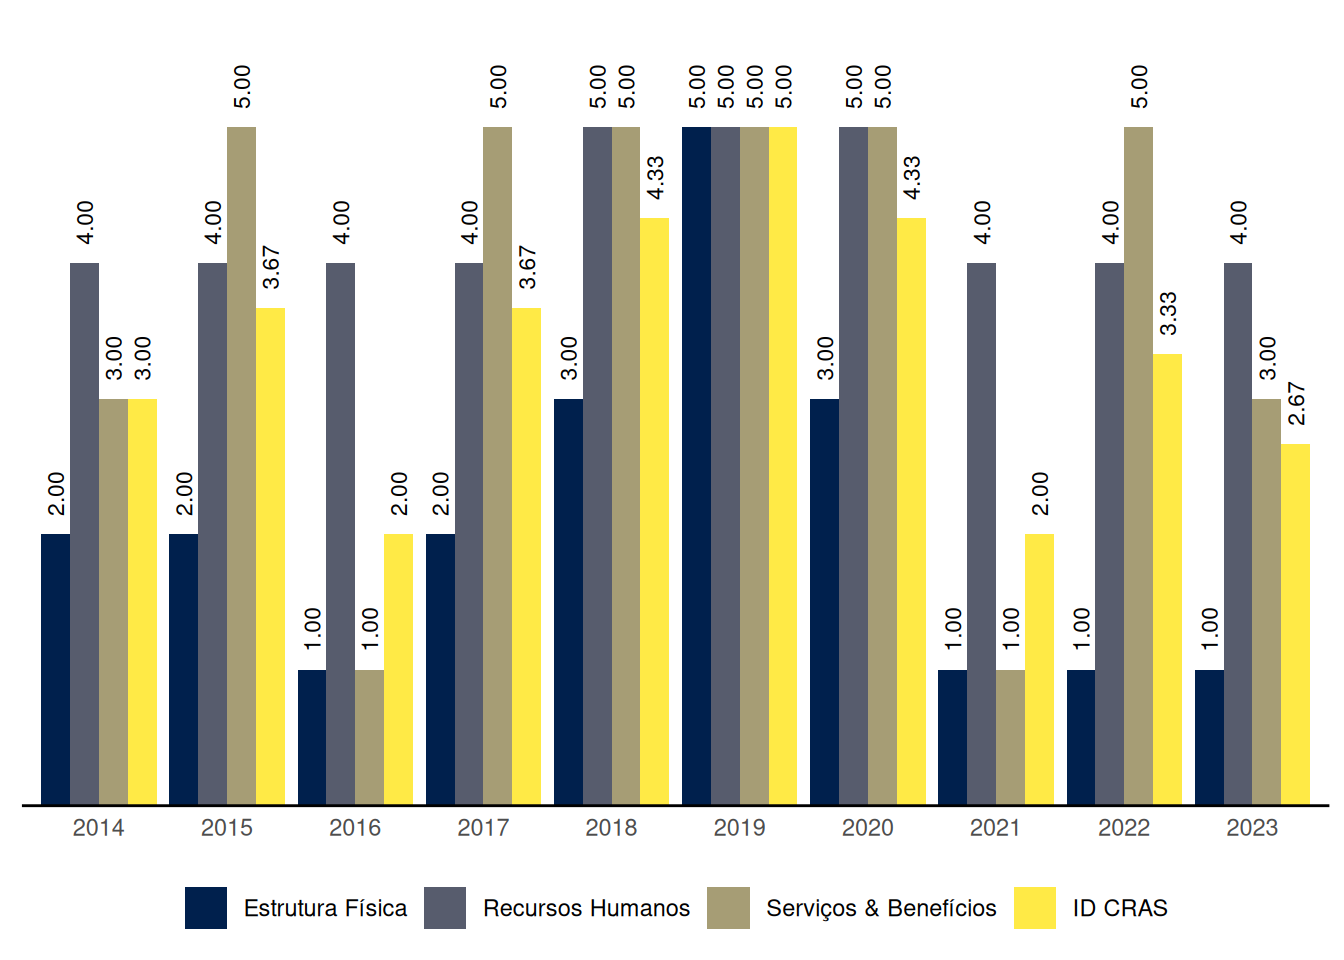 5.00 5.00 5.00 5.00 5.00 5.00 5.00 5.00 5.00 5.00 5.00
4.33 4.33
4.00 4.00 4.00 4.00 4.00 4.00 4.00
3.67 3.67
3.33
3.00 3.00 3.00 3.00 3.00
2.67
2.00 2.00 2.00 2.00 2.00
1.00 1.00 1.00 1.00 1.00 1.00
2014 2015 2016 2017 2018 2019 2020 2021 2022 2023
Estrutura Física Recursos Humanos Serviços & Benefícios ID CRAS